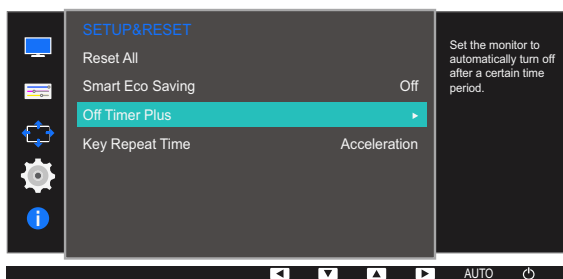 SETUP&RESET
Reset All
Smart Eco Saving Off
Off Timer Plus
Key Repeat Time Acceleration
Set the monitor to
automatically turn off
after a certain time
period.
AUTO